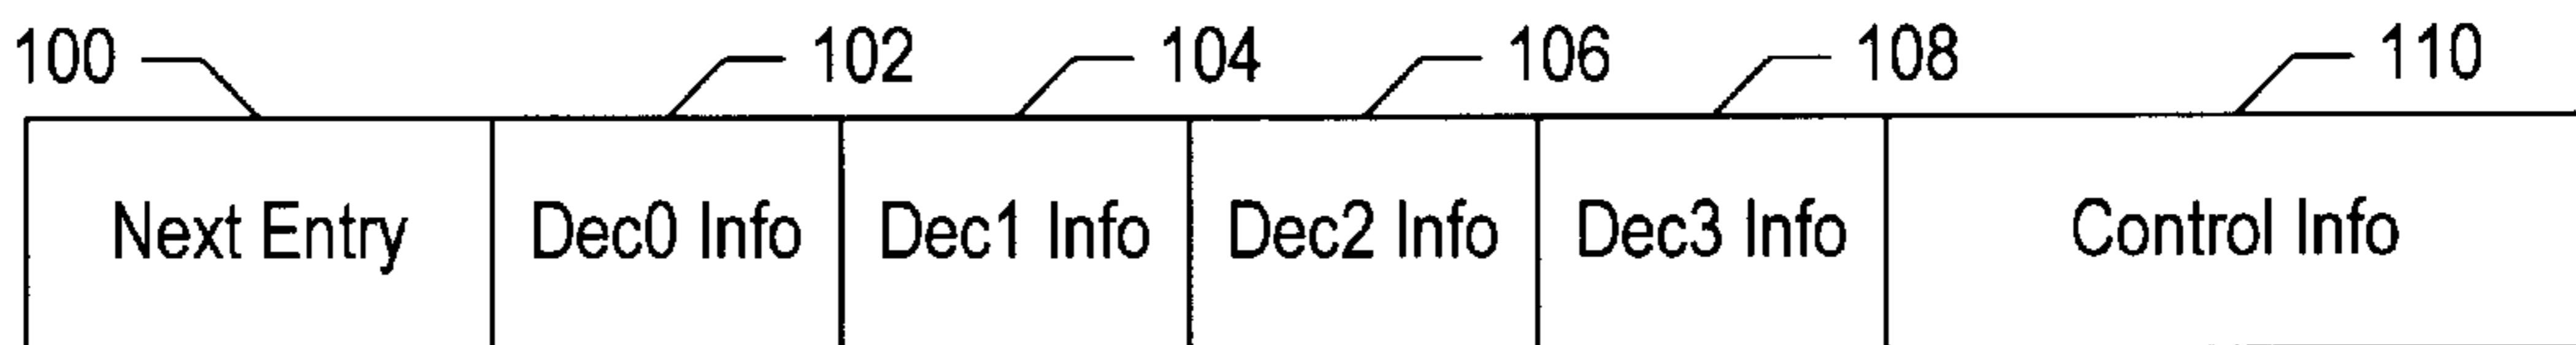 100 102 104 106 108 110
Next Entry Dec0 Info Dec1 Info Dec2 Info Dec3 Info Control Info